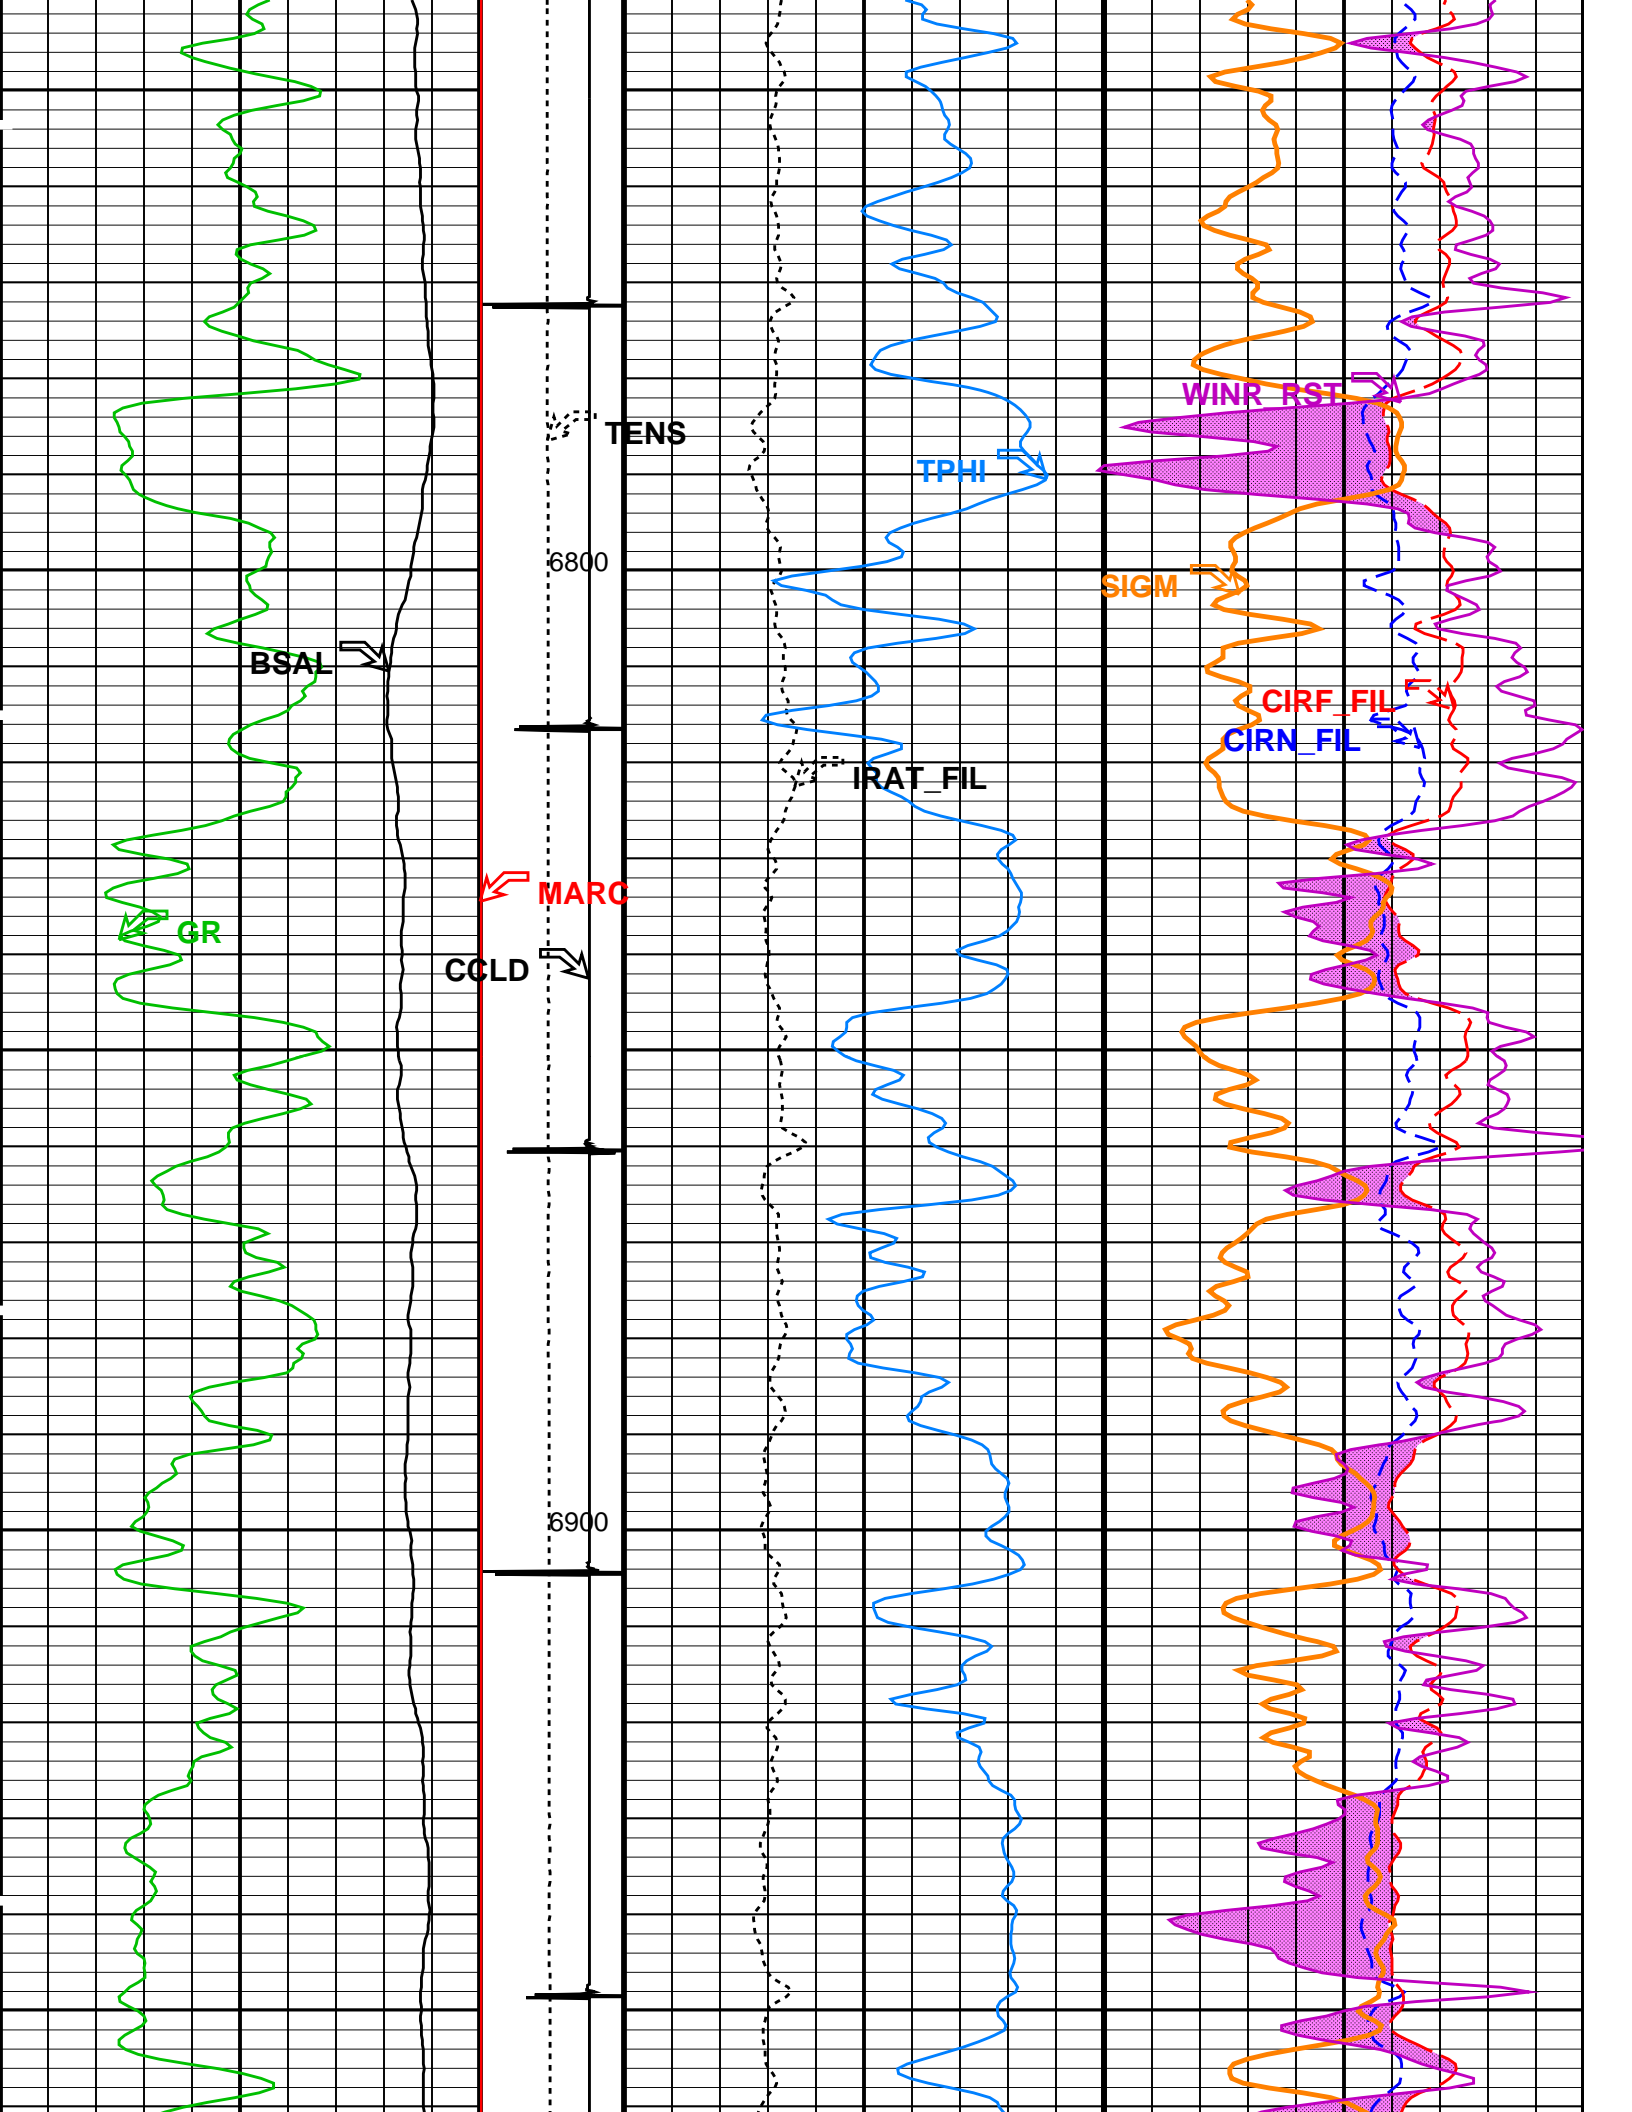 WINR_RST
TENS
TPHI
6800
SIGM
BSAL
CIRF_FIL
CIRN_FIL
IRAT_FIL
MARC
GR
CCLD
6900